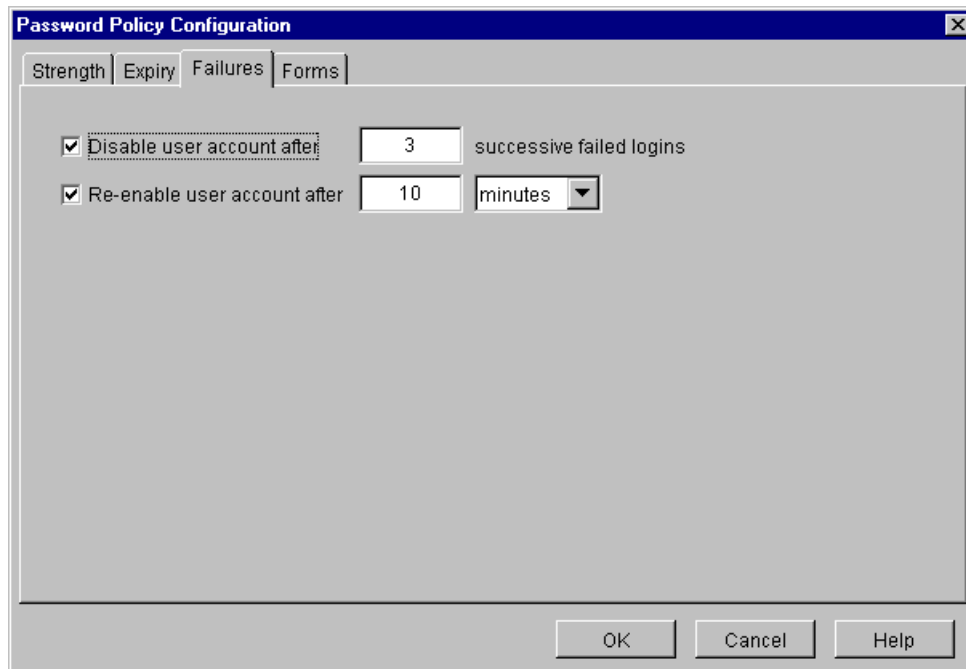 Password Policy Configuration
Strength Expiry Failures Forms
Disable user account after 3 successive failed logins
Re-enable user account after 10 minutes
OK Cancel Help